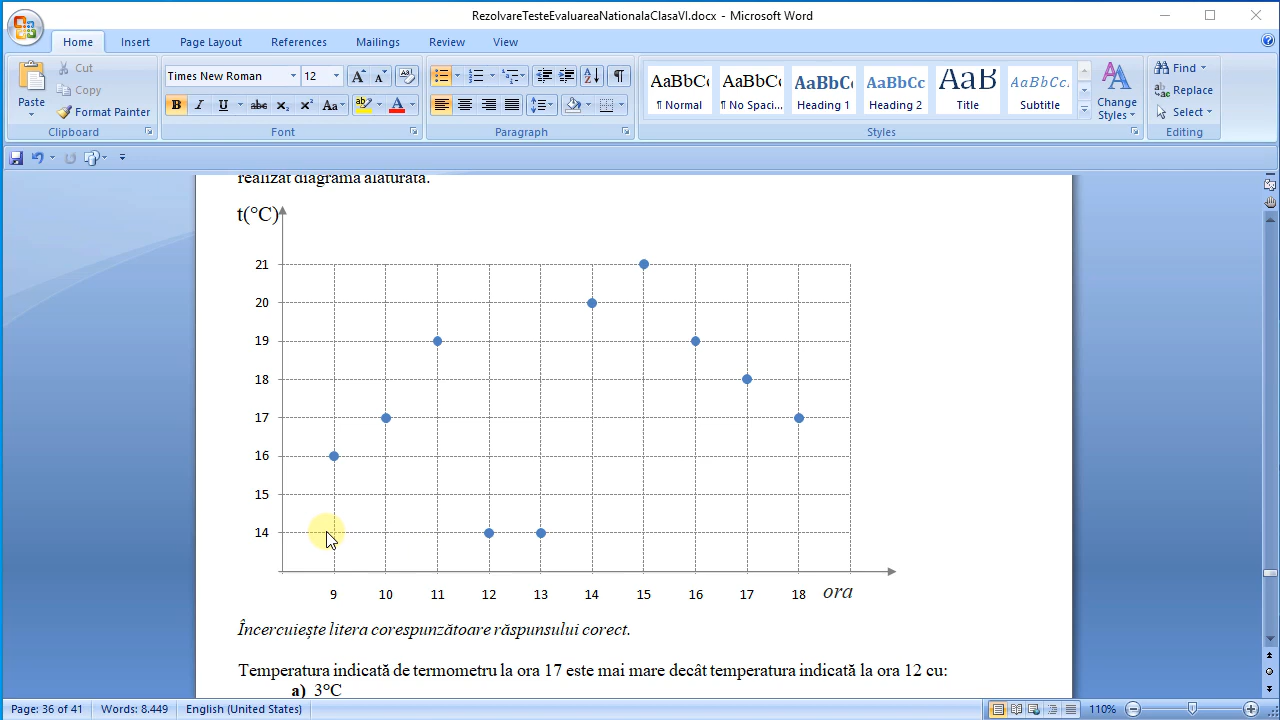 RezolvareTesteEvaluareaNationalaClasaVI.docx - Microsoft Word
Home Insert Page Layout References Mailings Review View
Paste
Cut
Copy
Format Painter
Clipboard
Times New Roman 12
B I U abc X₂ X² Aa
Font
Paragraph
AaBbCc AaBbCc AaBbCc AaBbCc AaB AaBbCc
¶ Normal ¶ No Spaci... Heading 1 Heading 2 Title Subtitle
Change Styles
Styles
Find
Replace
Select
Editing
realizat diagrama alăturată.
t(°C)
21
20
19
18
17
16
15
14
9 10 11 12 13 14 15 16 17 18 ora
Încercuiește litera corespunzătoare răspunsului corect.
Temperatura indicată de termometru la ora 17 este mai mare decât temperatura indicată la ora 12 cu:
a) 3°C
Page: 36 of 41 Words: 8.449 English (United States) 110%